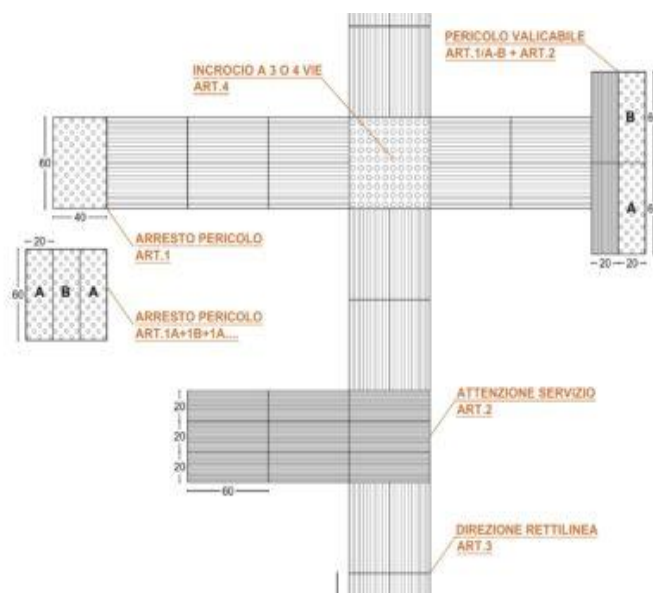 PERICOLO VALICABILE
ART.1/A-B + ART.2
INCROCIO A 3 O 4 VIE
ART.4
B
A
60
40
20 20
ARRESTO PERICOLO
ART.1
20
60
A B A
ARRESTO PERICOLO
ART.1A+1B+1A....
ATTENZIONE SERVIZIO
ART.2
20
20
20
60
DIREZIONE RETTILINEA
ART.3